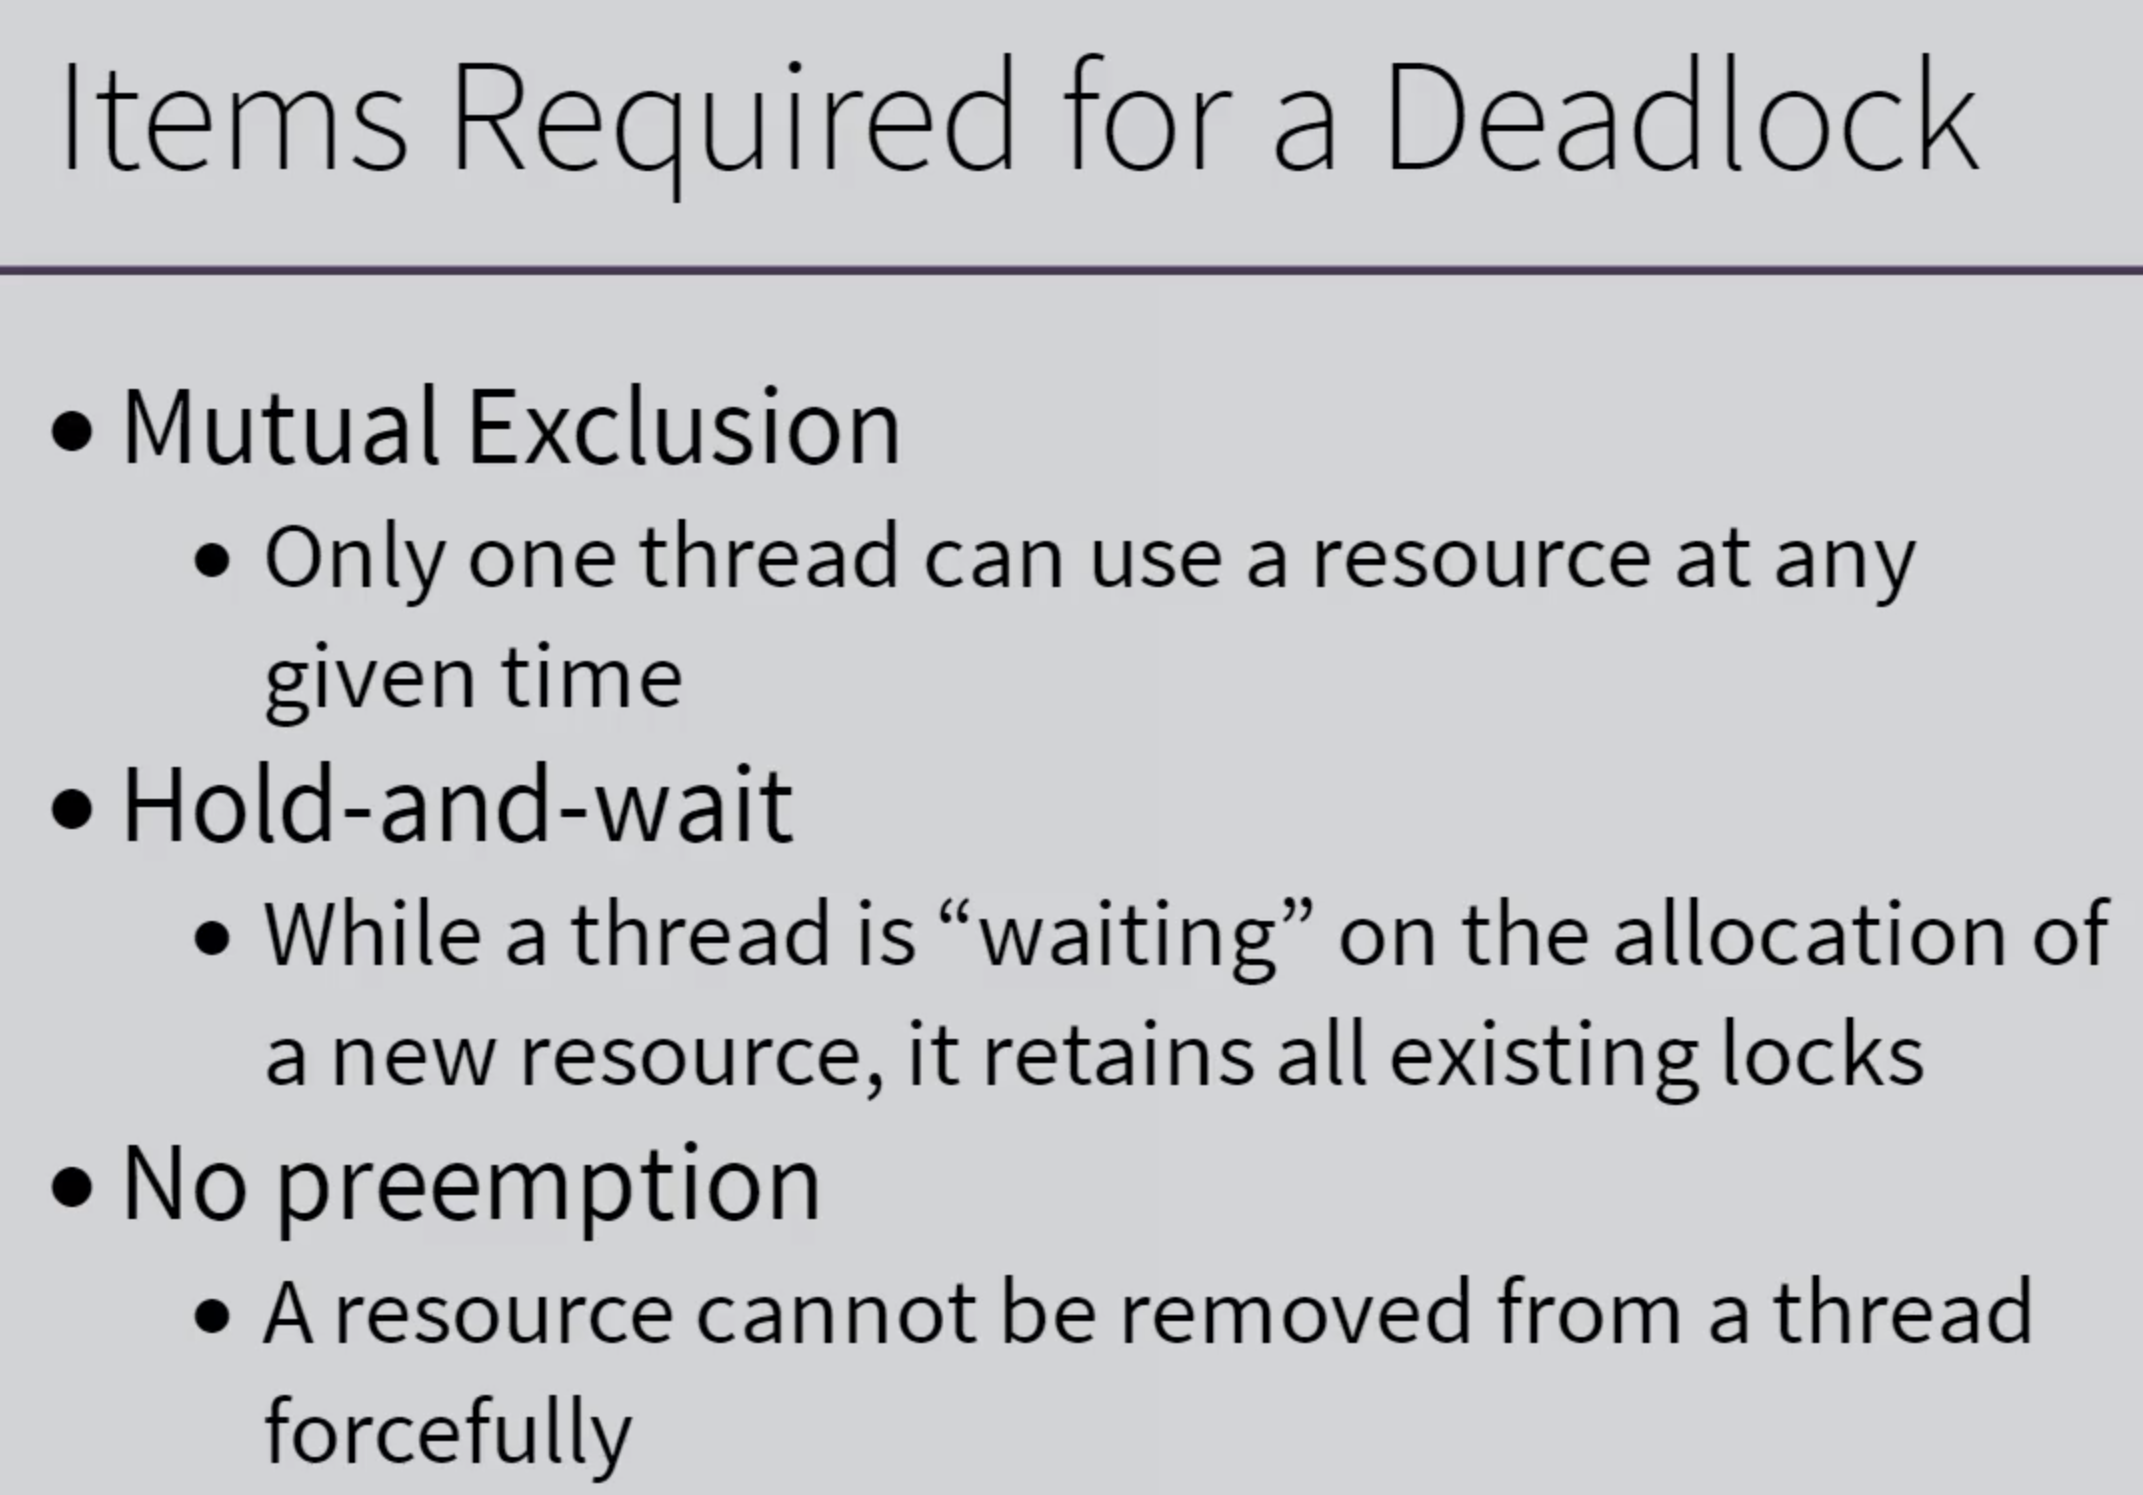 Items Required for a Deadlock
• Mutual Exclusion
• Only one thread can use a resource at any
given time
• Hold-and-wait
• While a thread is “waiting” on the allocation of
a new resource, it retains all existing locks
• No preemption
• A resource cannot be removed from a thread
forcefully